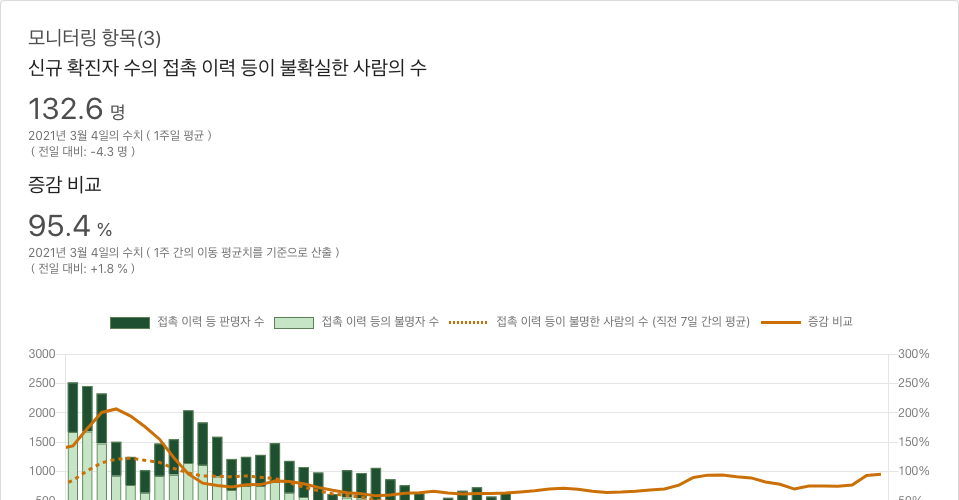 모니터링 항목(3)
신규 확진자 수의 접촉 이력 등이 불확실한 사람의 수
132.6 명
2021년 3월 4일의 수치 ( 1주일 평균 )
( 전일 대비: -4.3 명 )
증감 비교
95.4 %
2021년 3월 4일의 수치 ( 1주 간의 이동 평균치를 기준으로 산출 )
( 전일 대비: +1.8 % )
접촉 이력 등 판명자 수 접촉 이력 등의 불명자 수 접촉 이력 등이 불명한 사람의 수 (직전 7일 간의 평균) 증감 비교
3000 300%
2500 250%
2000 200%
1500 150%
1000 100%
500 50%